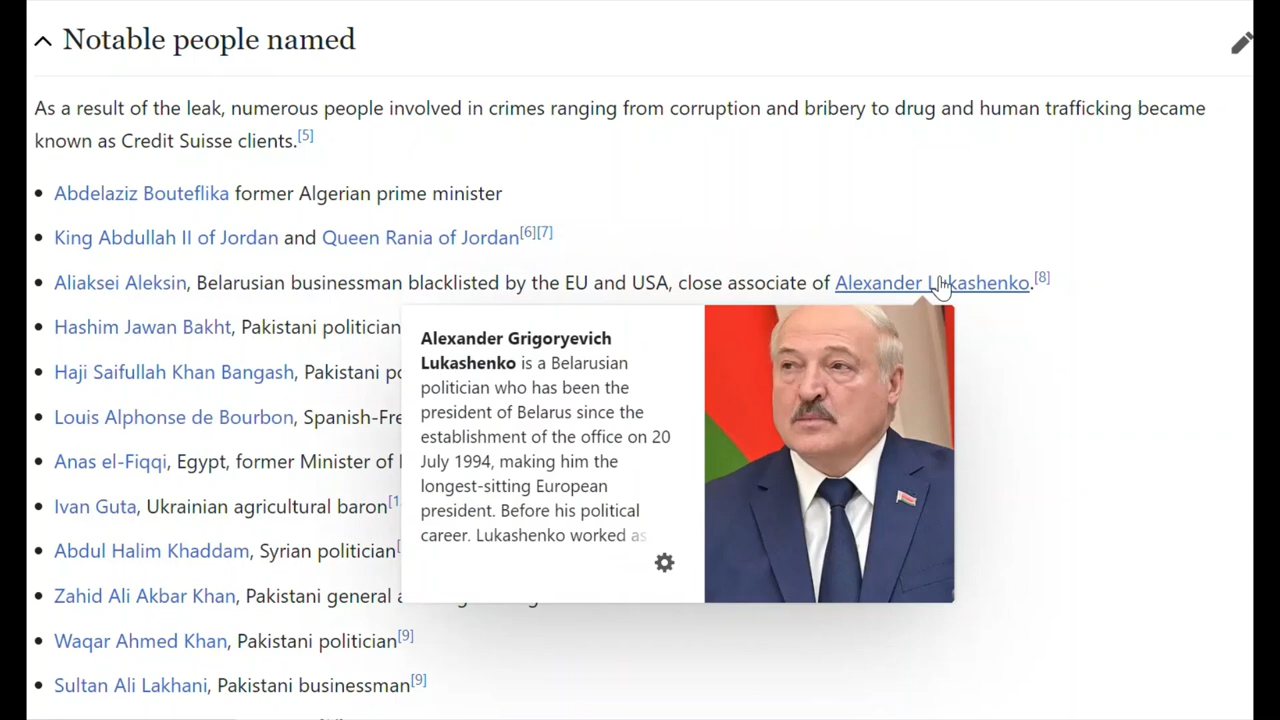 Notable people named
As a result of the leak, numerous people involved in crimes ranging from corruption and bribery to drug and human trafficking became
known as Credit Suisse clients.[5]
• Abdelaziz Bouteflika former Algerian prime minister
• King Abdullah II of Jordan and Queen Rania of Jordan[6][7]
• Aliaksei Aleksin, Belarusian businessman blacklisted by the EU and USA, close associate of Alexander Lukashenko.[8]
• Hashim Jawan Bakht, Pakistani politician
• Haji Saifullah Khan Bangash, Pakistani po
• Louis Alphonse de Bourbon, Spanish-Fre
• Anas el-Fiqqi, Egypt, former Minister of
• Ivan Guta, Ukrainian agricultural baron[1
• Abdul Halim Khaddam, Syrian politician[
• Zahid Ali Akbar Khan, Pakistani general
• Waqar Ahmed Khan, Pakistani politician[9]
• Sultan Ali Lakhani, Pakistani businessman[9]
Alexander Grigoryevich
Lukashenko is a Belarusian
politician who has been the
president of Belarus since the
establishment of the office on 20
July 1994, making him the
longest-sitting European
president. Before his political
career. Lukashenko worked as